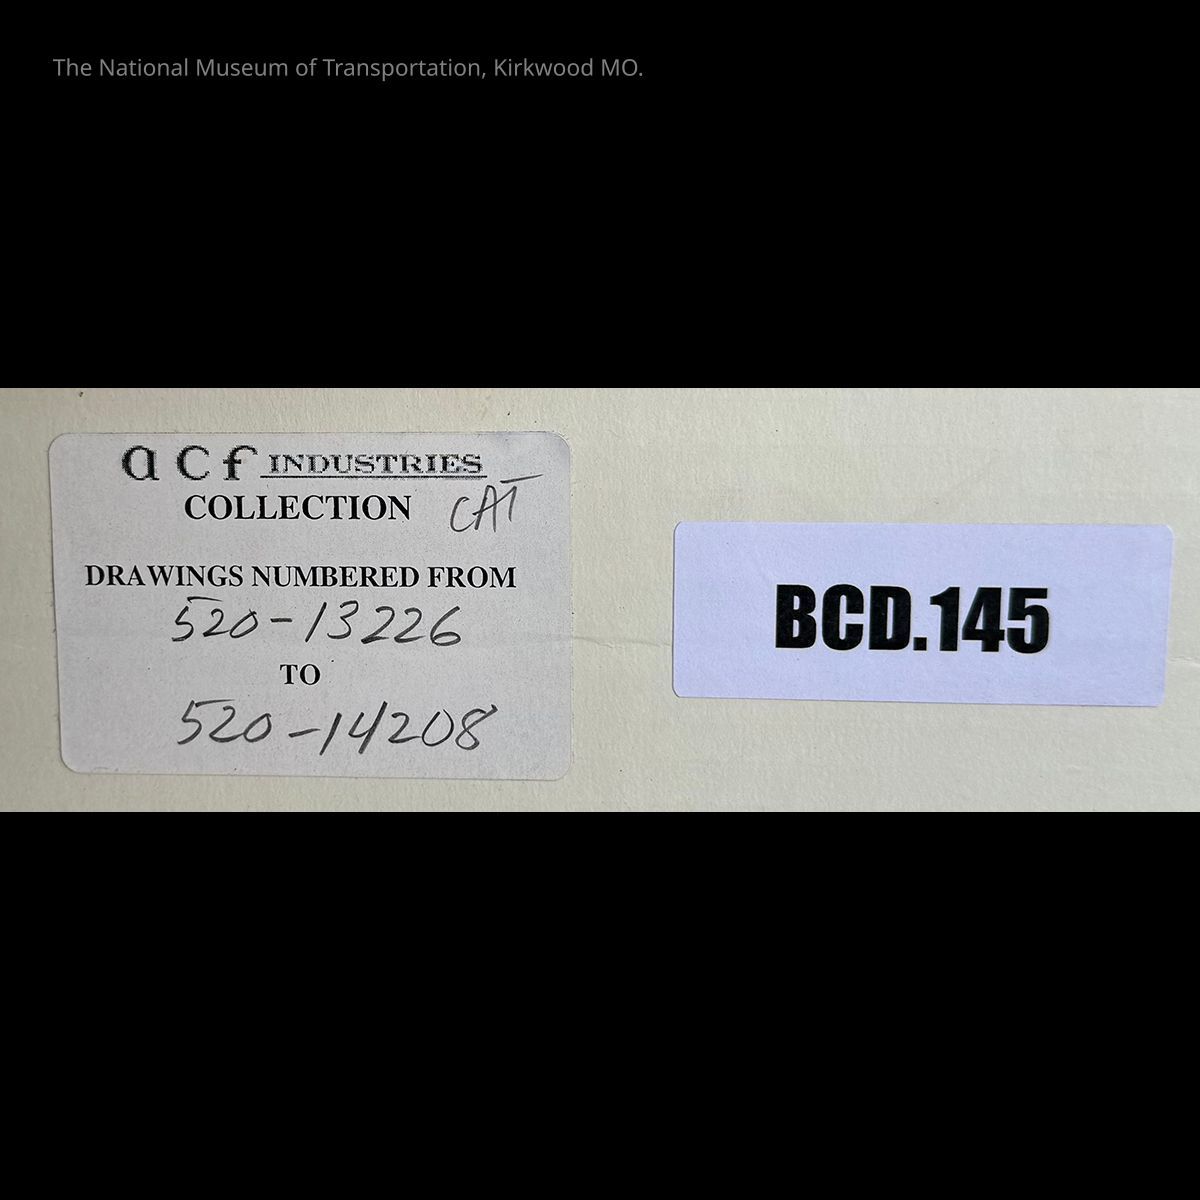 The National Museum of Transportation, Kirkwood MO.
acf INDUSTRIES
COLLECTION CAT
DRAWINGS NUMBERED FROM
520-13226
TO
520-14208
BCD.145